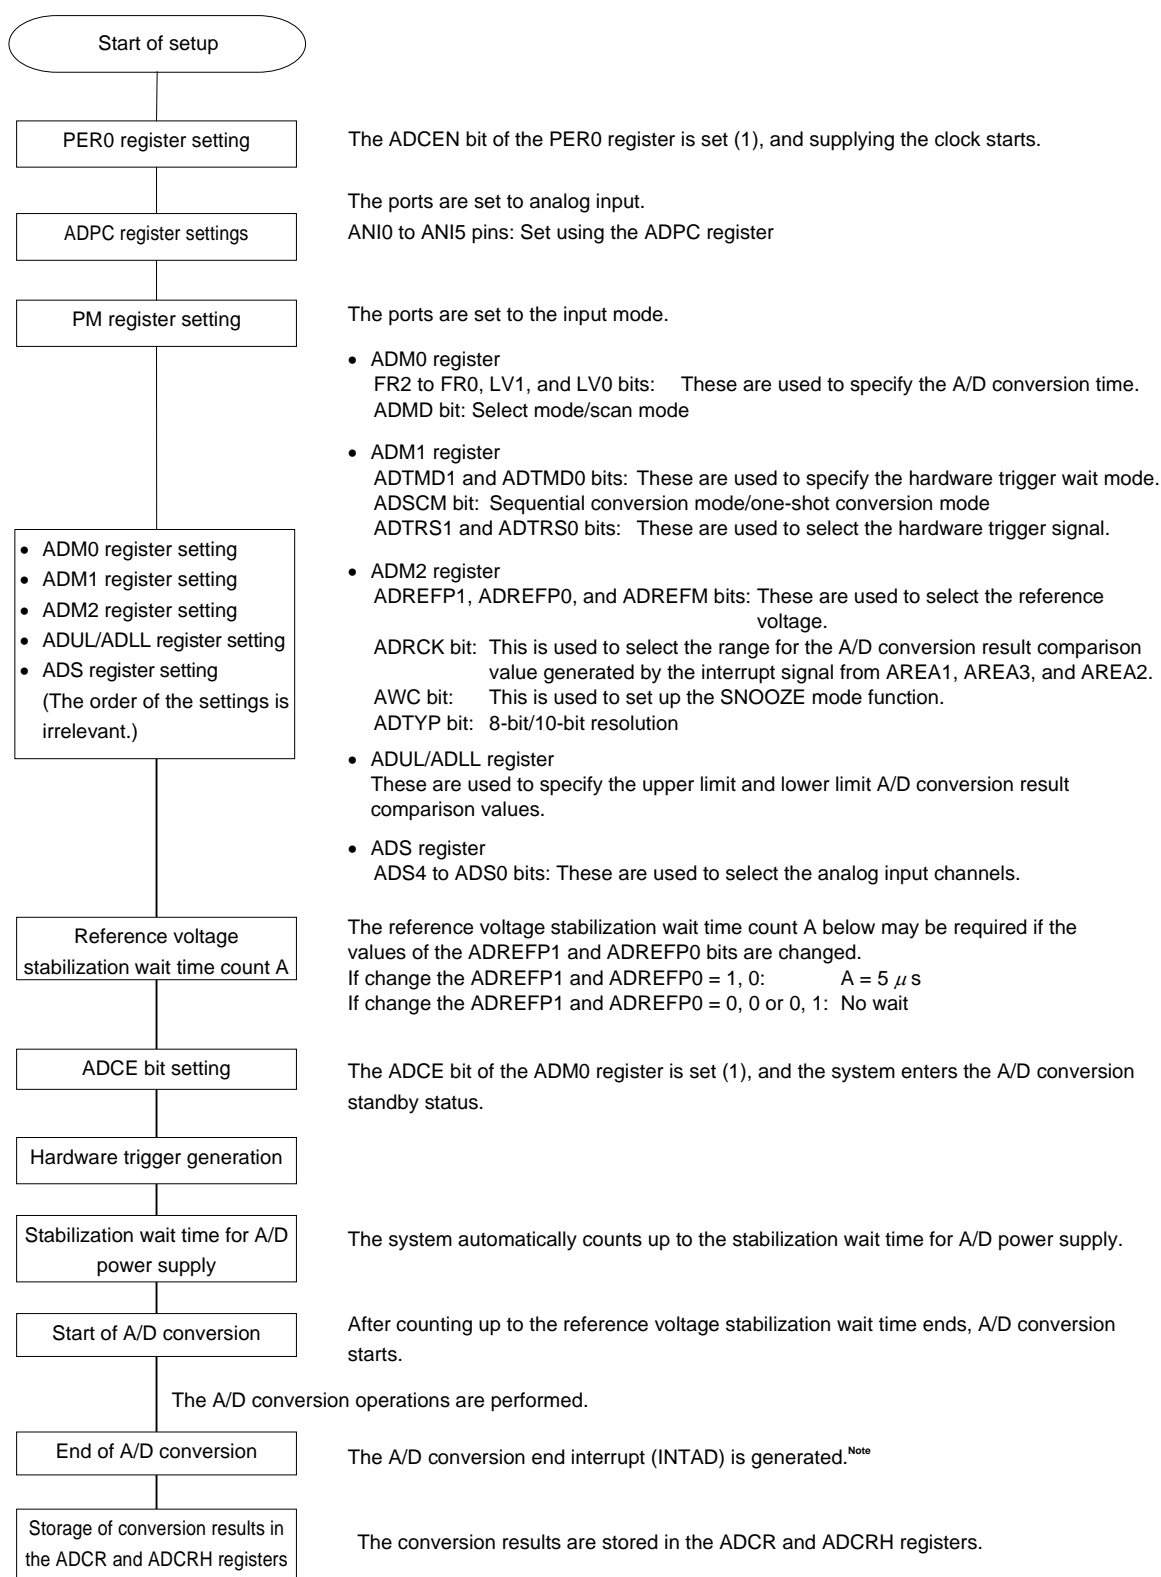 Start of setup
PER0 register setting
The ADCEN bit of the PER0 register is set (1), and supplying the clock starts.
The ports are set to analog input.
ADPC register settings
ANI0 to ANI5 pins: Set using the ADPC register
PM register setting
The ports are set to the input mode.
• ADM0 register
FR2 to FR0, LV1, and LV0 bits: These are used to specify the A/D conversion time.
ADMD bit: Select mode/scan mode
• ADM1 register
ADTMD1 and ADTMD0 bits: These are used to specify the hardware trigger wait mode.
ADSCM bit: Sequential conversion mode/one-shot conversion mode
ADTRS1 and ADTRS0 bits: These are used to select the hardware trigger signal.
• ADM0 register setting
• ADM1 register setting
• ADM2 register setting
• ADUL/ADLL register setting
• ADS register setting
(The order of the settings is
irrelevant.)
• ADM2 register
ADREFP1, ADREFP0, and ADREFM bits: These are used to select the reference
voltage.
ADRCK bit: This is used to select the range for the A/D conversion result comparison
value generated by the interrupt signal from AREA1, AREA3, and AREA2.
AWC bit: This is used to set up the SNOOZE mode function.
ADTYP bit: 8-bit/10-bit resolution
• ADUL/ADLL register
These are used to specify the upper limit and lower limit A/D conversion result
comparison values.
• ADS register
ADS4 to ADS0 bits: These are used to select the analog input channels.
Reference voltage
stabilization wait time count A
The reference voltage stabilization wait time count A below may be required if the
values of the ADREFP1 and ADREFP0 bits are changed.
If change the ADREFP1 and ADREFP0 = 1, 0: A = 5 μ s
If change the ADREFP1 and ADREFP0 = 0, 0 or 0, 1: No wait
ADCE bit setting
The ADCE bit of the ADM0 register is set (1), and the system enters the A/D conversion
standby status.
Hardware trigger generation
Stabilization wait time for A/D
power supply
The system automatically counts up to the stabilization wait time for A/D power supply.
Start of A/D conversion
After counting up to the reference voltage stabilization wait time ends, A/D conversion
starts.
The A/D conversion operations are performed.
End of A/D conversion
The A/D conversion end interrupt (INTAD) is generated.Note
Storage of conversion results in
the ADCR and ADCRH registers
The conversion results are stored in the ADCR and ADCRH registers.